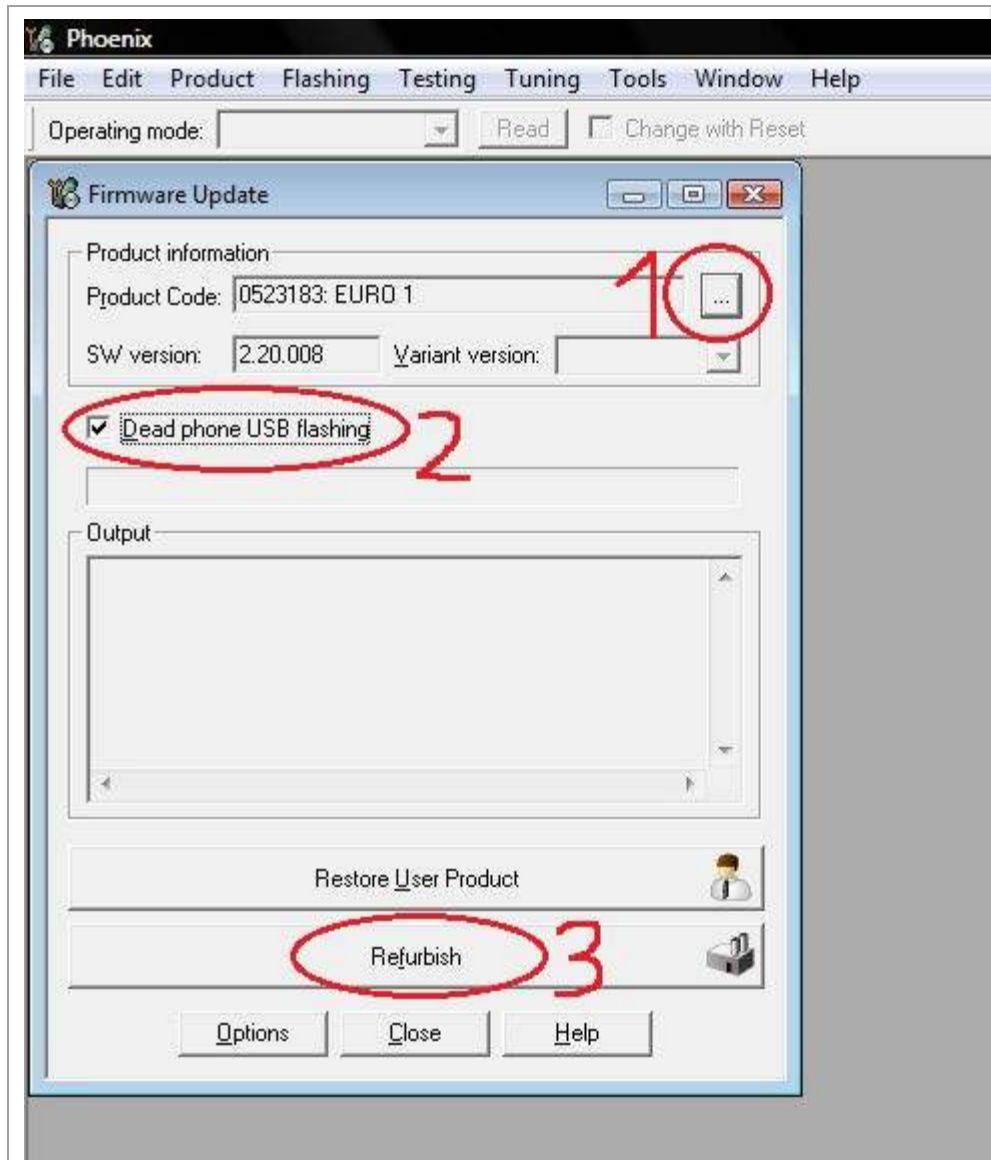 Phoenix
File Edit Product Flashing Testing Tuning Tools Window Help
Operating mode: Read Change with Reset
Firmware Update
Product information
Product Code: 0523183: EURO 1 ... 1
SW version: 2.20.008 Variant version:
Dead phone USB flashing 2
Output
Restore User Product
Refurbish 3
Options Close Help